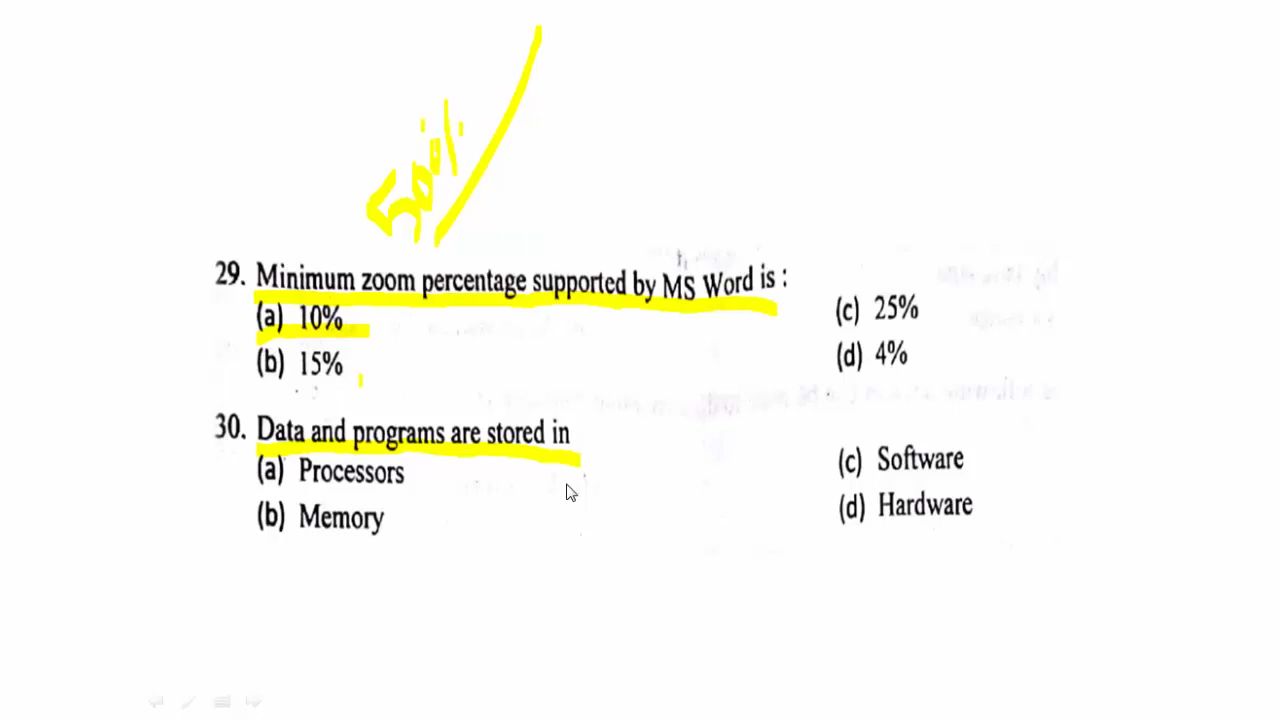 500%
29. Minimum zoom percentage supported by MS Word is :
(a) 10%
(c) 25%
(b) 15%
(d) 4%
30. Data and programs are stored in
(a) Processors
(c) Software
(b) Memory
(d) Hardware